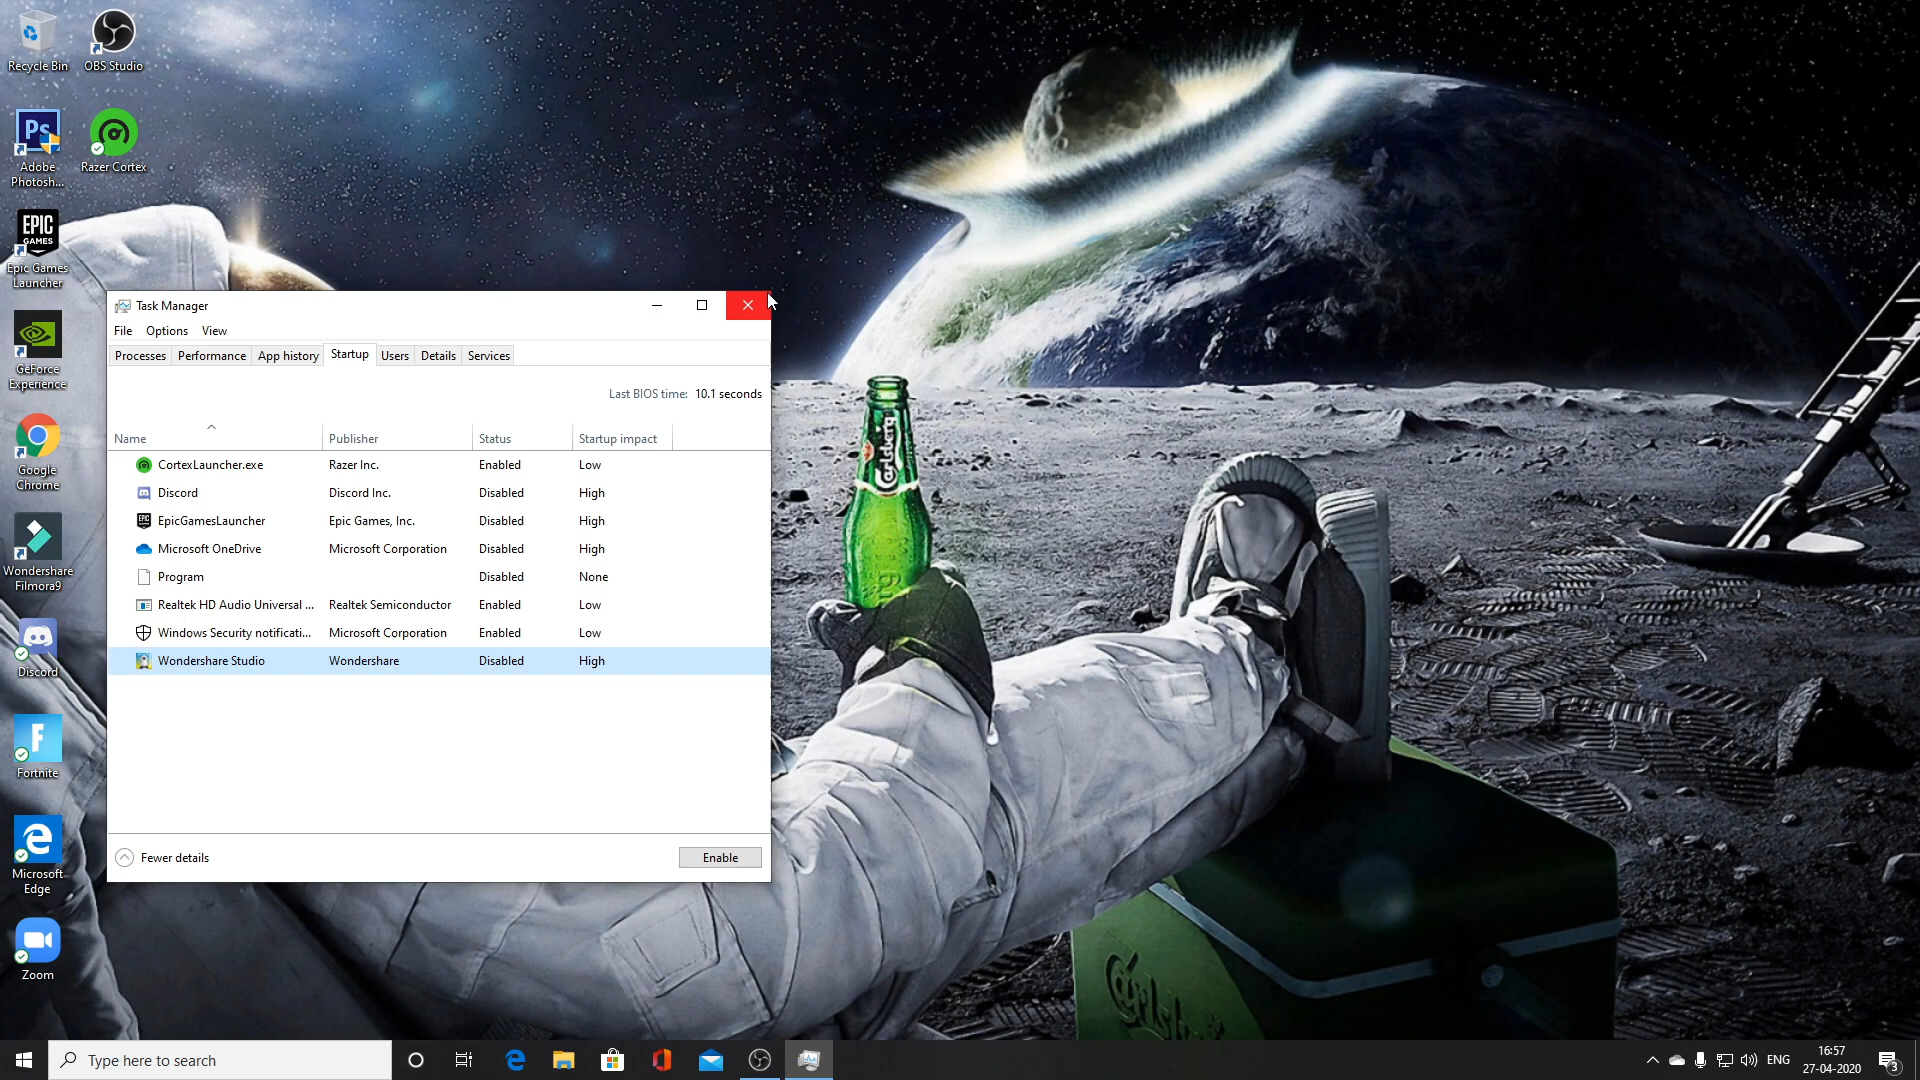 Recycle Bin
OBS Studio
Ps
Adobe
Photosh...
Razer Cortex
EPIC
GAMES
Epic Games
Launcher
GeForce
Experience
Google
Chrome
Wondershare
Filmora9
Discord
F
Fortnite
Microsoft
Edge
Zoom
Task Manager
File Options View
Processes Performance App history Startup Users Details Services
Last BIOS time: 10.1 seconds
Name Publisher Status Startup impact
CortexLauncher.exe Razer Inc. Enabled Low
Discord Discord Inc. Disabled High
EpicGamesLauncher Epic Games, Inc. Disabled High
Microsoft OneDrive Microsoft Corporation Disabled High
Program Disabled None
Realtek HD Audio Universal ... Realtek Semiconductor Enabled Low
Windows Security notificati... Microsoft Corporation Enabled Low
Wondershare Studio Wondershare Disabled High
Fewer details Enable
Carlsberg
Type here to search
ENG
16:57
27-04-2020
3